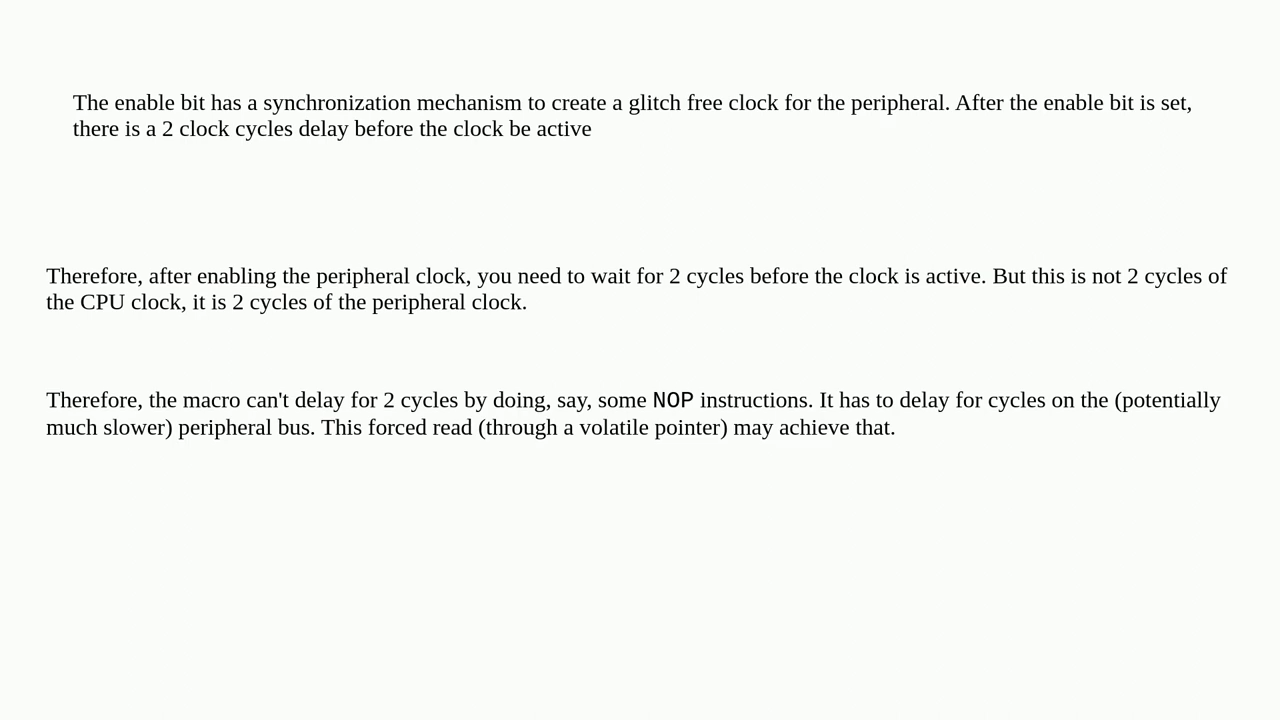 The enable bit has a synchronization mechanism to create a glitch free clock for the peripheral. After the enable bit is set,
there is a 2 clock cycles delay before the clock be active
Therefore, after enabling the peripheral clock, you need to wait for 2 cycles before the clock is active. But this is not 2 cycles of
the CPU clock, it is 2 cycles of the peripheral clock.
Therefore, the macro can't delay for 2 cycles by doing, say, some NOP instructions. It has to delay for cycles on the (potentially
much slower) peripheral bus. This forced read (through a volatile pointer) may achieve that.